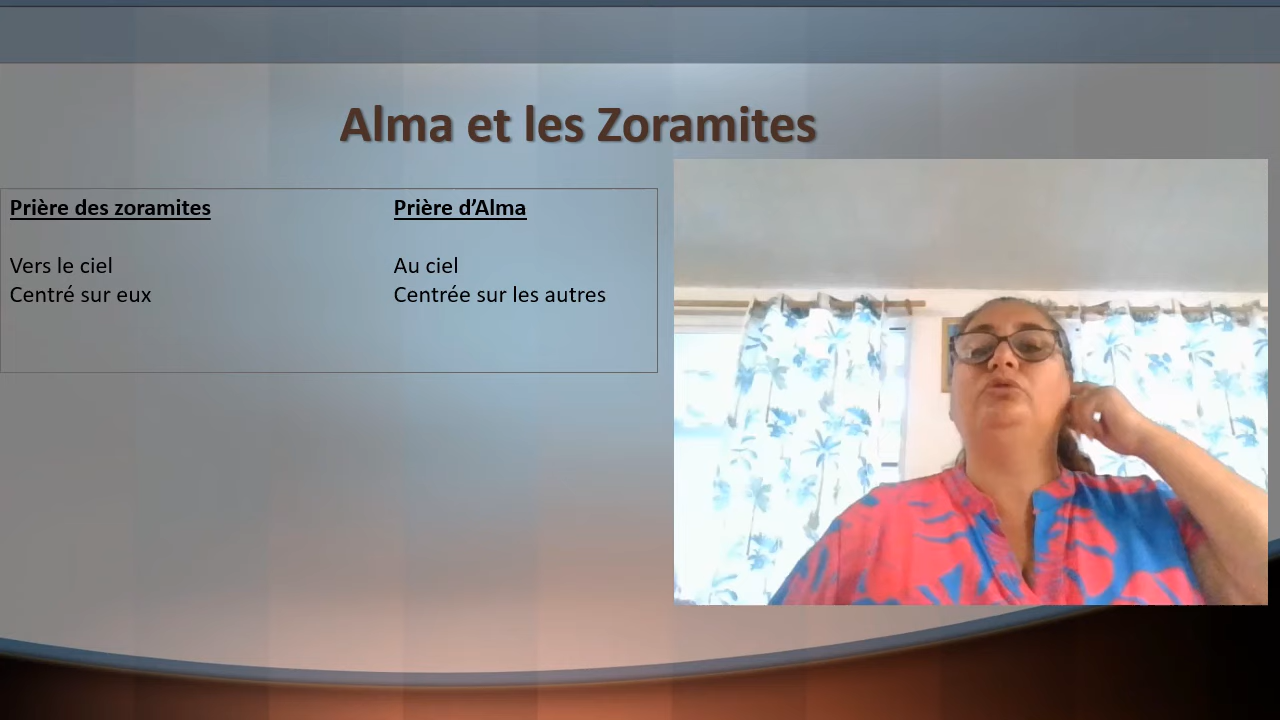 Alma et les Zoramites
Prière des zoramites
Prière d’Alma
Vers le ciel
Au ciel
Centré sur eux
Centrée sur les autres